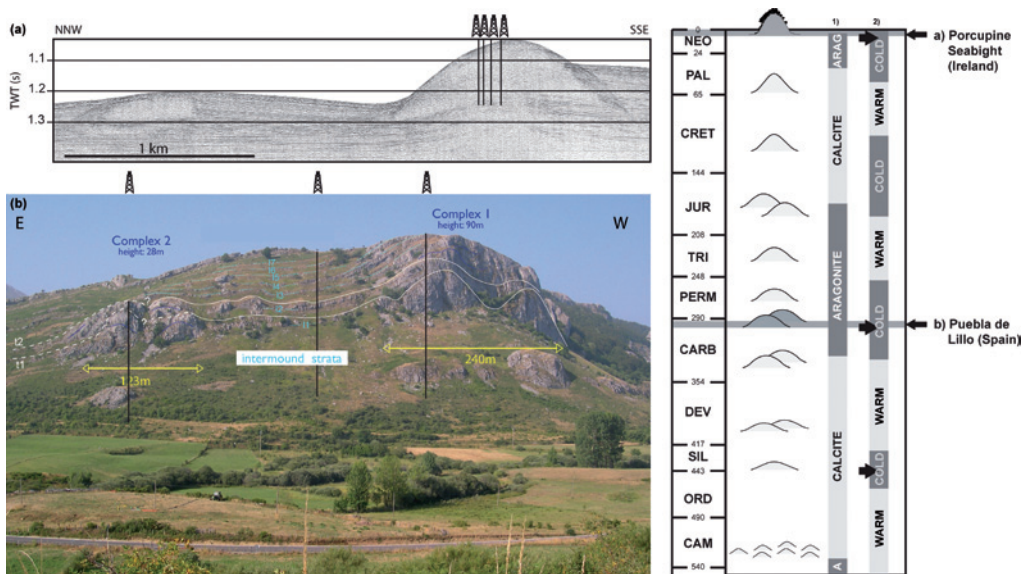 (a)
NNW
SSE
TWT (s)
1.1
1.2
1.3
1 km
(b)
E
W
Complex 2
height: 28m
Complex 1
height: 90m
t2
t1
?
?
intermound strata
123m
240m
1)
2)
0
NEO
24
PAL
65
CRET
144
JUR
208
TRI
248
PERM
290
CARB
354
DEV
417
SIL
443
ORD
490
CAM
540
ARAG
CALCITE
ARAGONITE
CALCITE
A
COLD
WARM
COLD
WARM
COLD
WARM
COLD
WARM
a) Porcupine
Seabight
(Ireland)
b) Puebla de
Lillo (Spain)